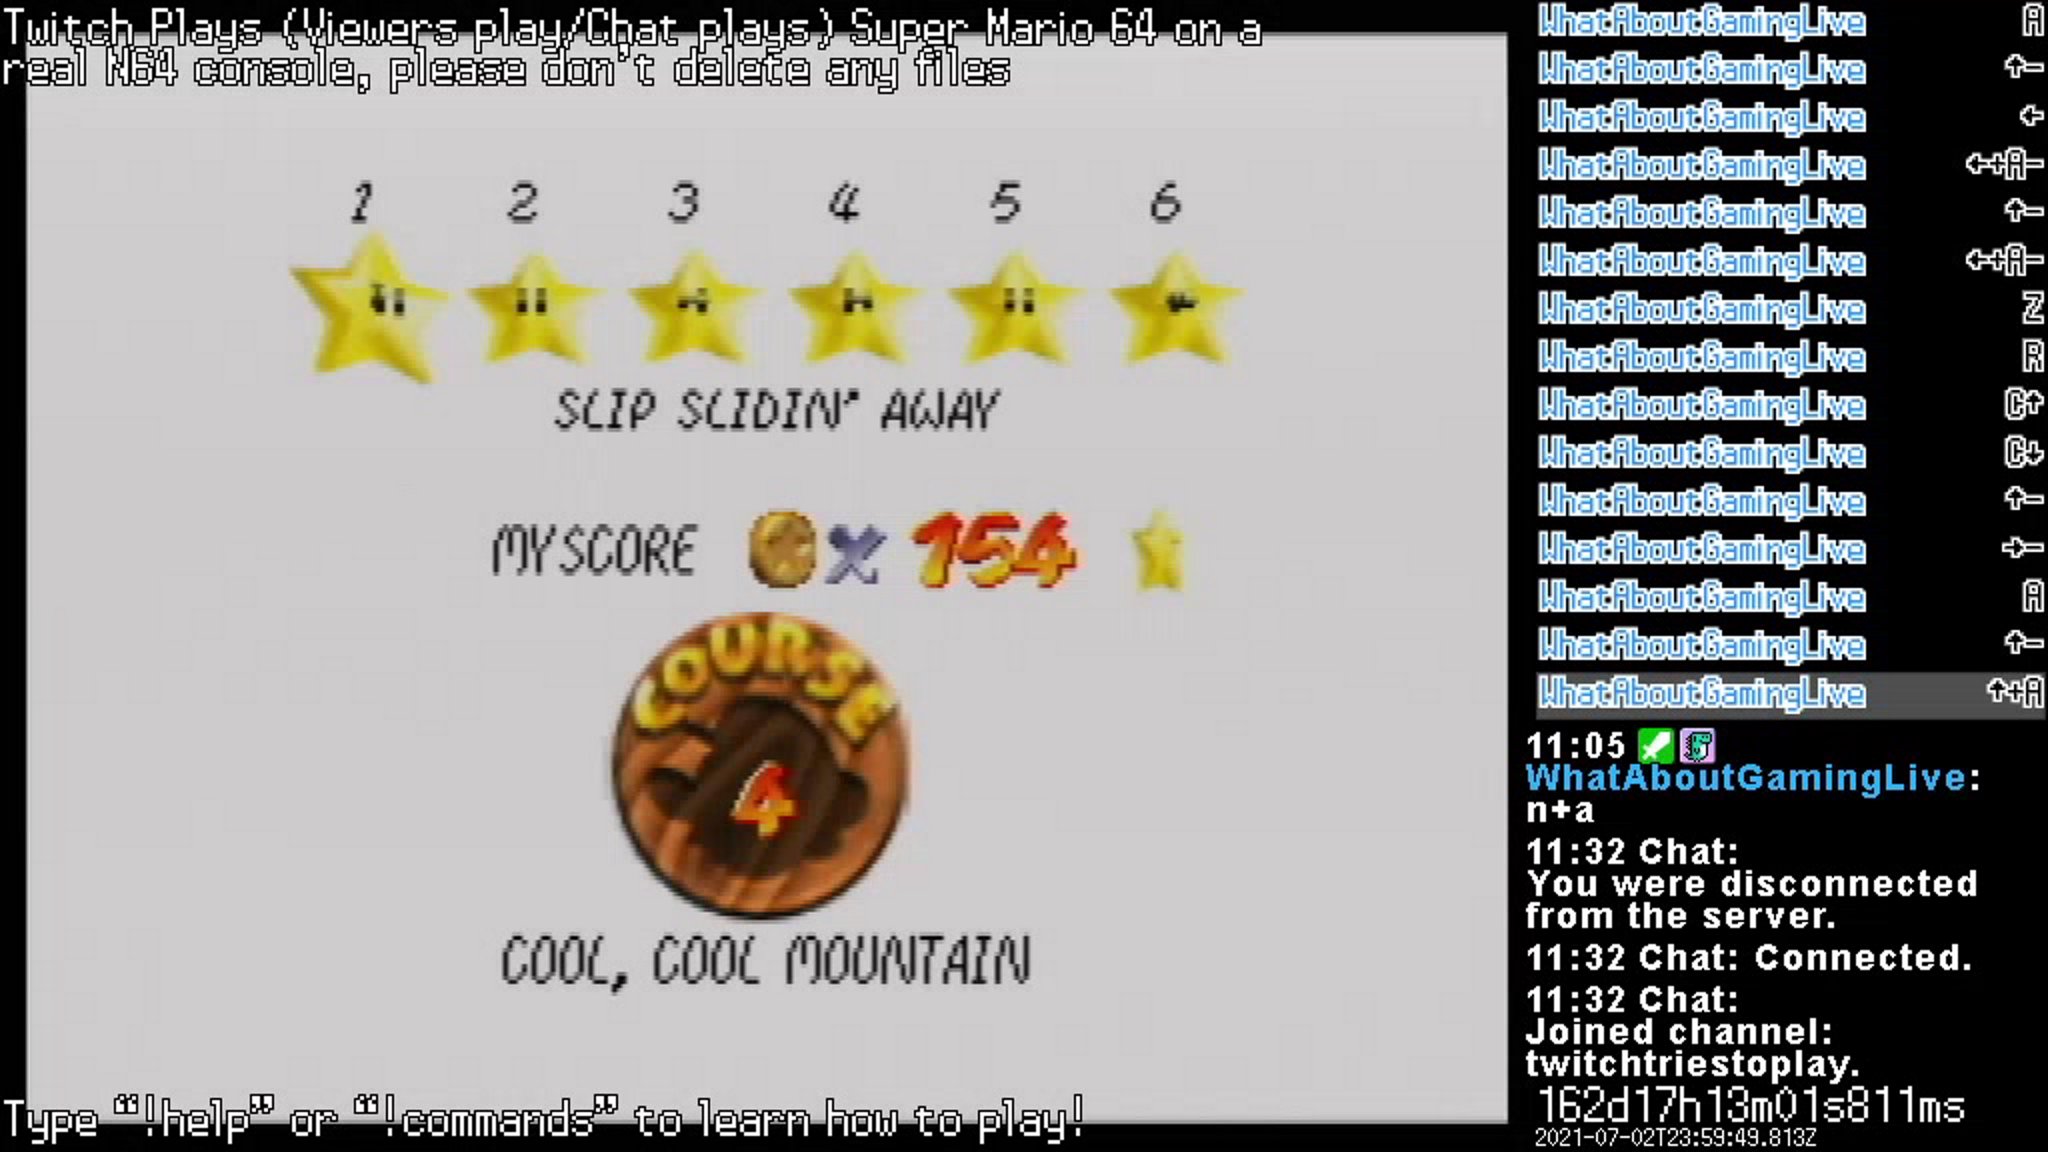 Twitch Plays (Viewers play/Chat plays) Super Mario 64 on a
real N64 console, please don't delete any files
1 2 3 4 5 6
SLIP SLIDIN' AWAY
MY SCORE × 154
COURSE
4
COOL, COOL MOUNTAIN
Type “!help” or “!commands” to learn how to play!
WhatAboutGamingLive A
WhatAboutGamingLive ↑-
WhatAboutGamingLive ←
WhatAboutGamingLive ←+A-
WhatAboutGamingLive ↑-
WhatAboutGamingLive ←+A-
WhatAboutGamingLive Z
WhatAboutGamingLive R
WhatAboutGamingLive C↑
WhatAboutGamingLive C↓
WhatAboutGamingLive ↑-
WhatAboutGamingLive →-
WhatAboutGamingLive A
WhatAboutGamingLive ↑-
WhatAboutGamingLive ↑+A
11:05
WhatAboutGamingLive:
n+a
11:32 Chat:
You were disconnected
from the server.
11:32 Chat: Connected.
11:32 Chat:
Joined channel:
twitchtriestoplay.
162d17h13m01s811ms
2021-07-02T23:59:49.813Z